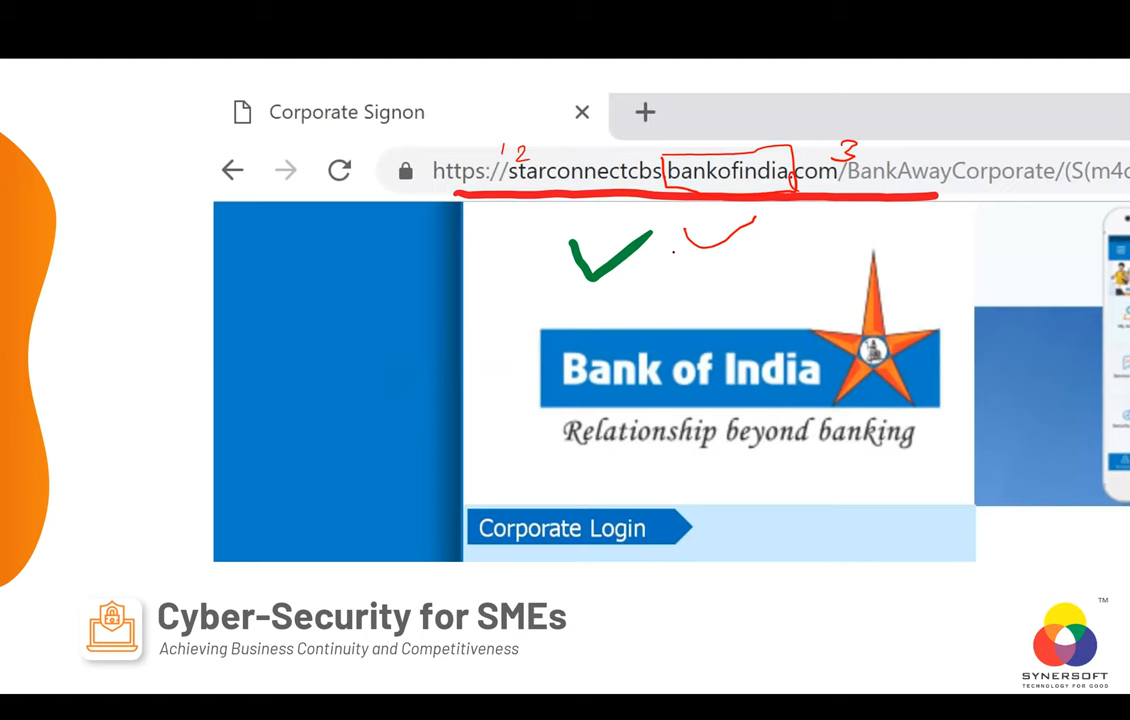 Corporate Signon
1 2 3
https://starconnectcbs.bankofindia.com/BankAwayCorporate/(S(m4c
Bank of India
Relationship beyond banking
Corporate Login
Cyber-Security for SMEs
Achieving Business Continuity and Competitiveness
TM
SYNERSOFT
TECHNOLOGY FOR GOOD